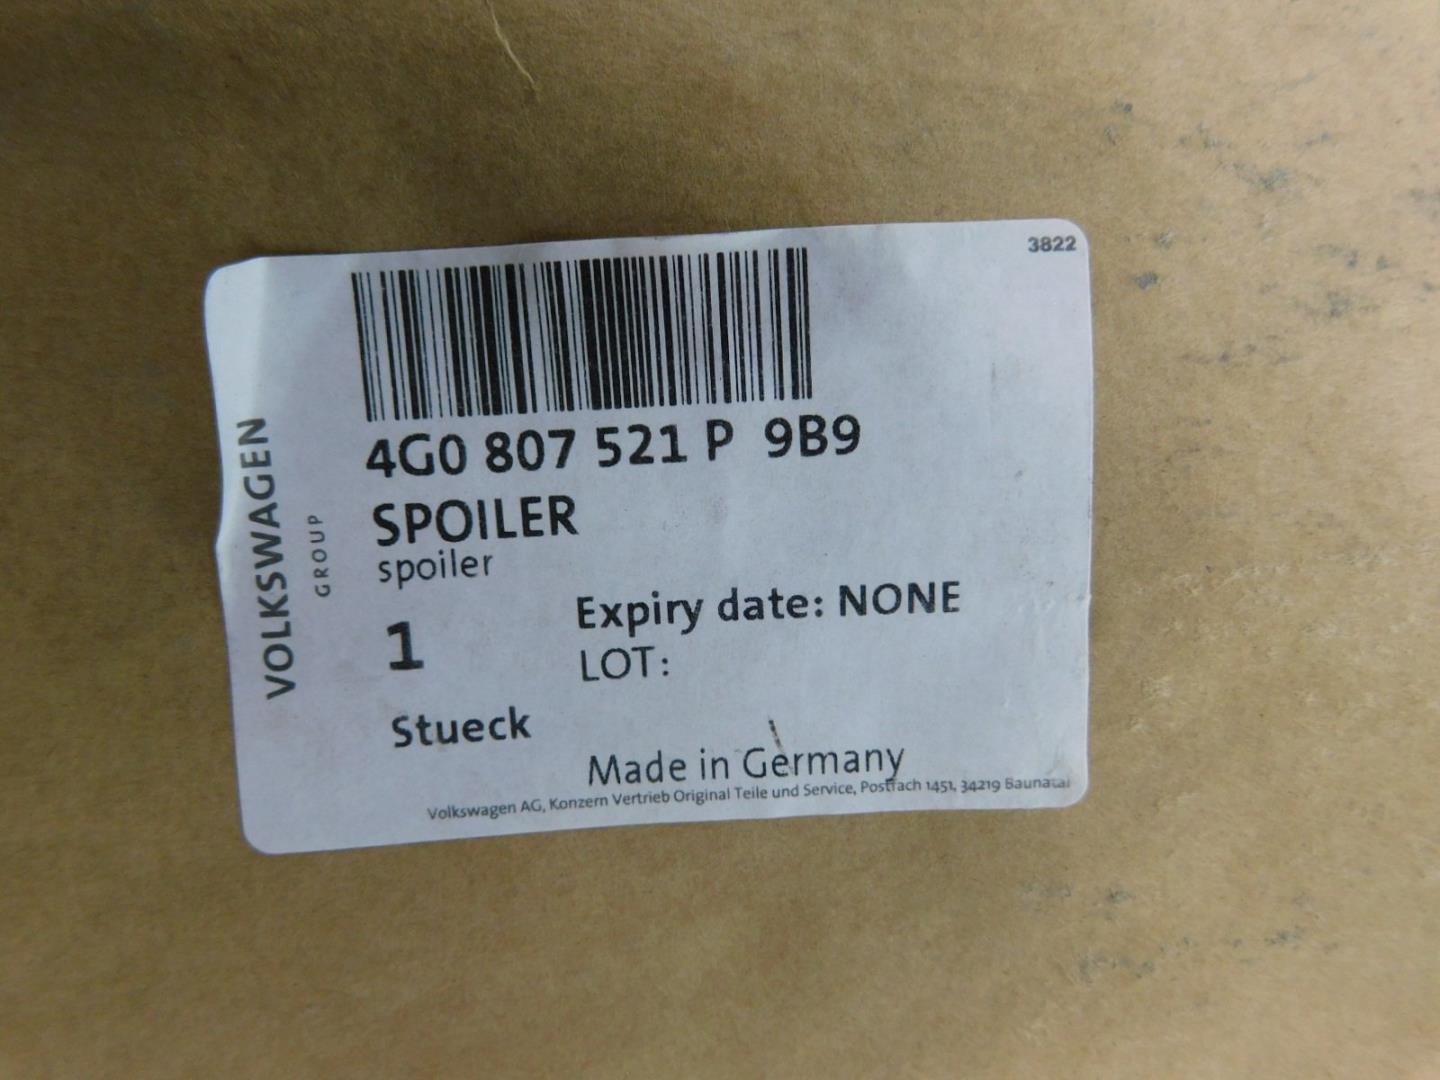 3822
VOLKSWAGEN
GROUP
4G0 807 521 P 9B9
SPOILER
spoiler
1
Expiry date: NONE
LOT:
Stueck
Made in Germany
Volkswagen AG, Konzern Vertrieb Original Teile und Service, Postfach 1451, 34219 Baunatal